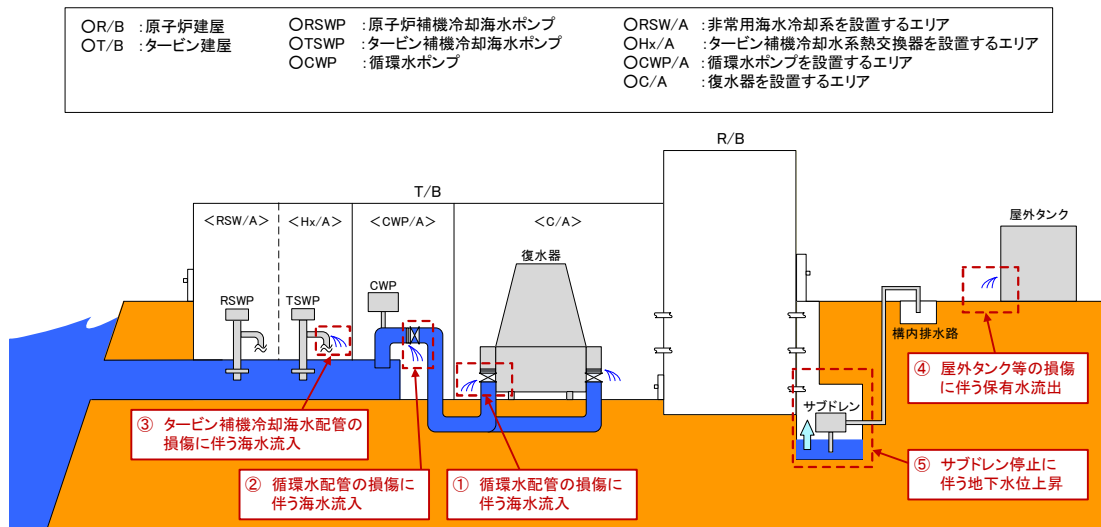 ○R/B :原子炉建屋
○T/B :タービン建屋
○RSWP :原子炉補機冷却海水ポンプ
○TSWP :タービン補機冷却海水ポンプ
○CWP :循環水ポンプ
○RSW/A :非常用海水冷却系を設置するエリア
○Hx/A :タービン補機冷却水系熱交換器を設置するエリア
○CWP/A :循環水ポンプを設置するエリア
○C/A :復水器を設置するエリア
R/B
T/B
<RSW/A>
<Hx/A>
<CWP/A>
<C/A>
屋外タンク
復水器
CWP
RSWP
TSWP
構内排水路
④ 屋外タンク等の損傷
に伴う保有水流出
サブドレン
③ タービン補機冷却海水配管の
損傷に伴う海水流入
② 循環水配管の損傷に
伴う海水流入
① 循環水配管の損傷に
伴う海水流入
⑤ サブドレン停止に
伴う地下水位上昇